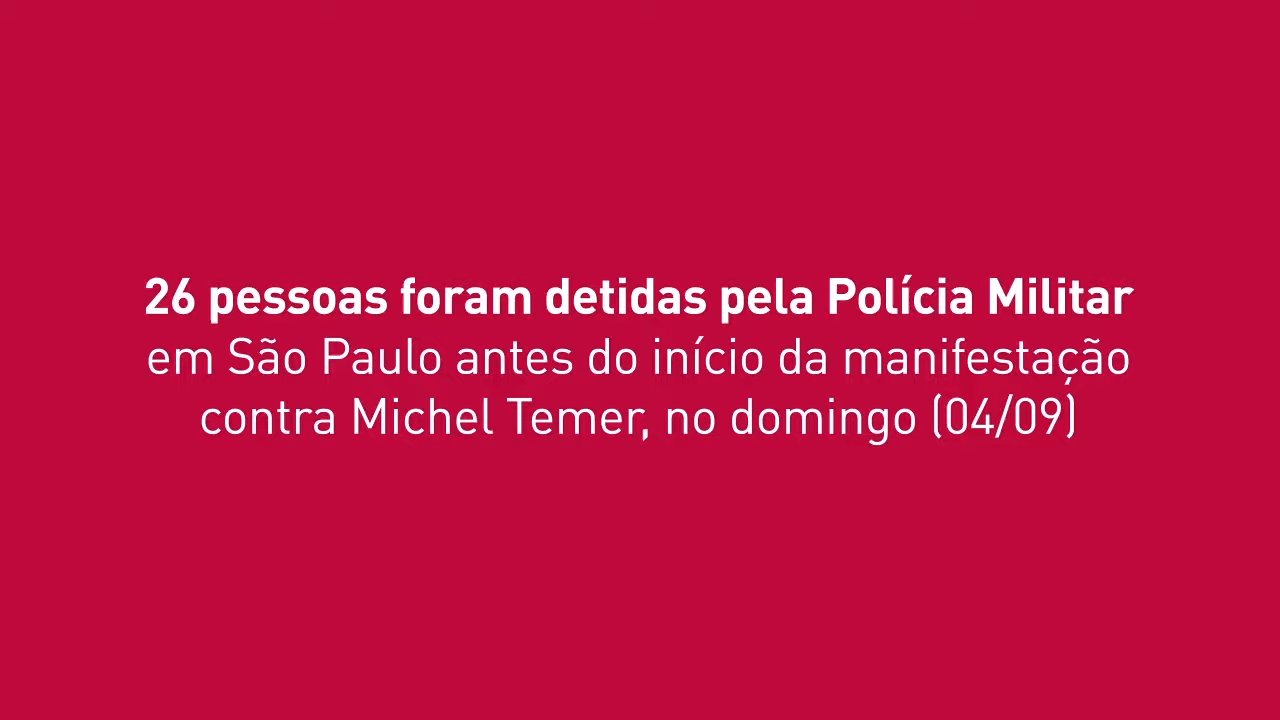 26 pessoas foram detidas pela Polícia Militar
em São Paulo antes do início da manifestação
contra Michel Temer, no domingo (04/09)